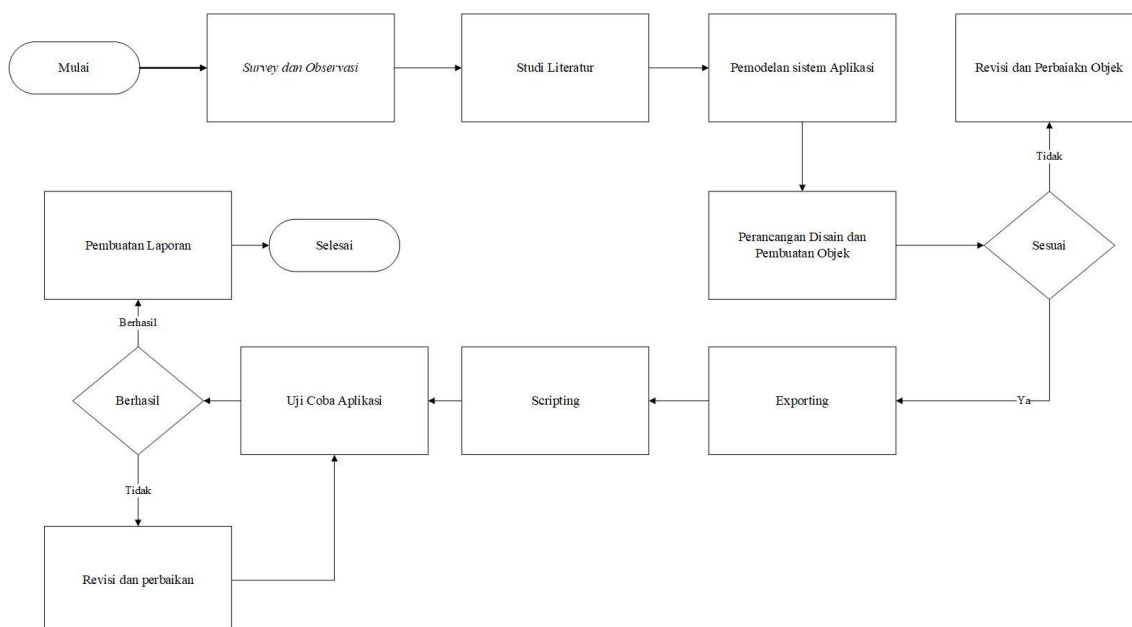 Mulai
Survey dan Observasi
Studi Literatur
Pemodelan sistem Aplikasi
Revisi dan Perbaiakn Objek
Tidak
Pembuatan Laporan
Selesai
Perancangan Disain dan
Pembuatan Objek
Sesuai
Berhasil
Berhasil
Uji Coba Aplikasi
Scripting
Exporting
Ya
Tidak
Revisi dan perbaikan